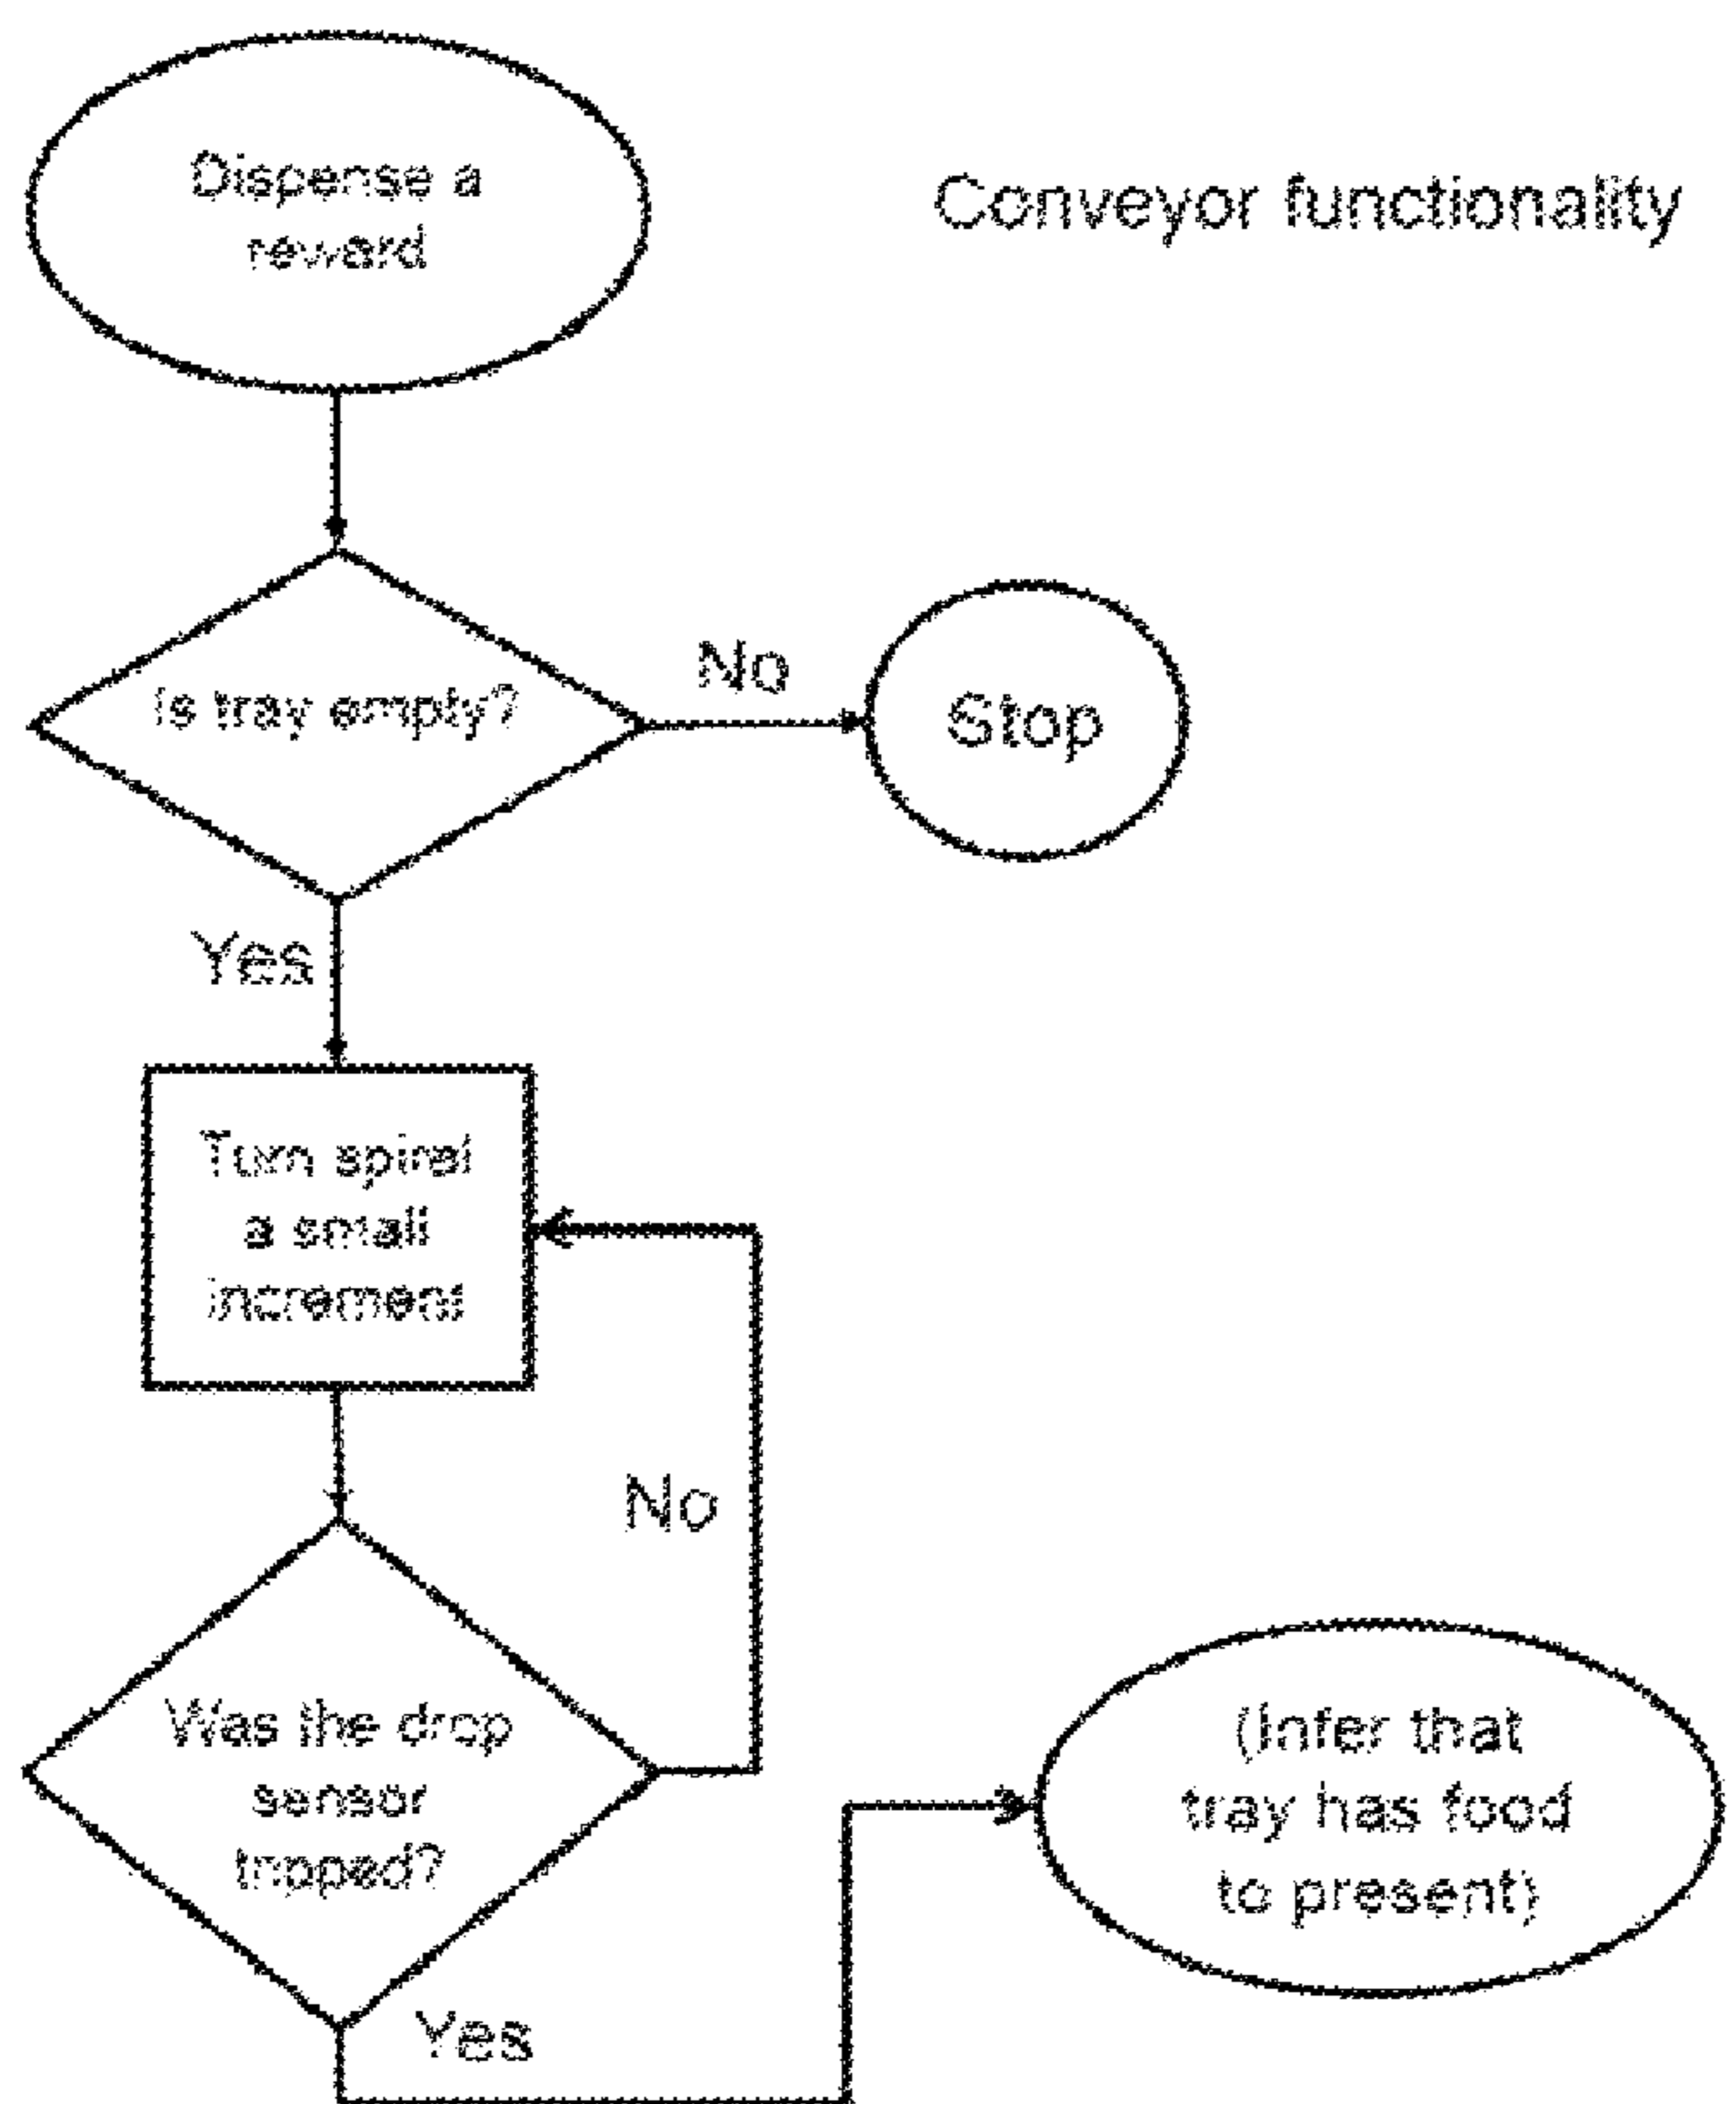 Dispense a
reward
Conveyor functionality
Is tray empty?
No
Stop
Yes
Turn spiral
a small
increment
No
Was the drop
sensor
tripped?
Yes
(Infer that
tray has food
to present)